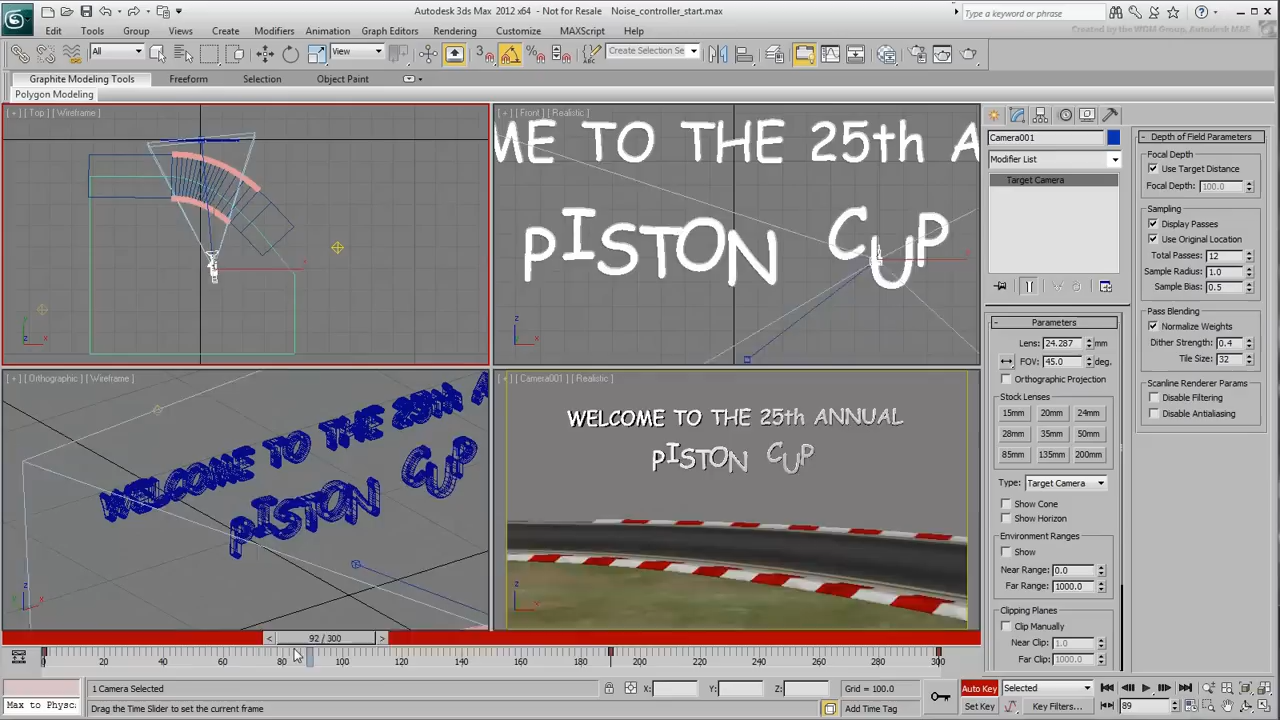 Autodesk 3ds Max 2012 x64 - Not for Resale Noise_controller_start.max
Type a keyword or phrase
Edit Tools Group Views Create Modifiers Animation Graph Editors Rendering Customize MAXScript Help
Created by the WDM Group, Autodesk M&E
All
View
Create Selection Se
Graphite Modeling Tools Freeform Selection Object Paint
Polygon Modeling
[ + ] [ Top ] [ Wireframe ]
[ + ] [ Front ] [ Realistic ]
ME TO THE 25th A
PISTON CUP
[ + ] [ Orthographic ] [ Wireframe ]
WELCOME TO THE 25th A
PISTON CUP
[ + ] [ Camera001 ] [ Realistic ]
WELCOME TO THE 25th ANNUAL
PISTON CUP
Camera001
Modifier List
Target Camera
Parameters
Lens: 24.287 mm
FOV: 45.0 deg.
Orthographic Projection
Stock Lenses
15mm 20mm 24mm
28mm 35mm 50mm
85mm 135mm 200mm
Type: Target Camera
Show Cone
Show Horizon
Environment Ranges
Show
Near Range: 0.0
Far Range: 1000.0
Clipping Planes
Clip Manually
Near Clip: 1.0
Far Clip: 1000.0
Depth of Field Parameters
Focal Depth
Use Target Distance
Focal Depth: 100.0
Sampling
Display Passes
Use Original Location
Total Passes: 12
Sample Radius: 1.0
Sample Bias: 0.5
Pass Blending
Normalize Weights
Dither Strength: 0.4
Tile Size: 32
Scanline Renderer Params
Disable Filtering
Disable Antialiasing
< 92 / 300 >
0 20 40 60 80 100 120 140 160 180 200 220 240 260 280 300
1 Camera Selected
X: Y: Z: Grid = 100.0
Auto Key Selected
Max to Physc
Drag the Time Slider to set the current frame
Add Time Tag
Set Key Key Filters... 89